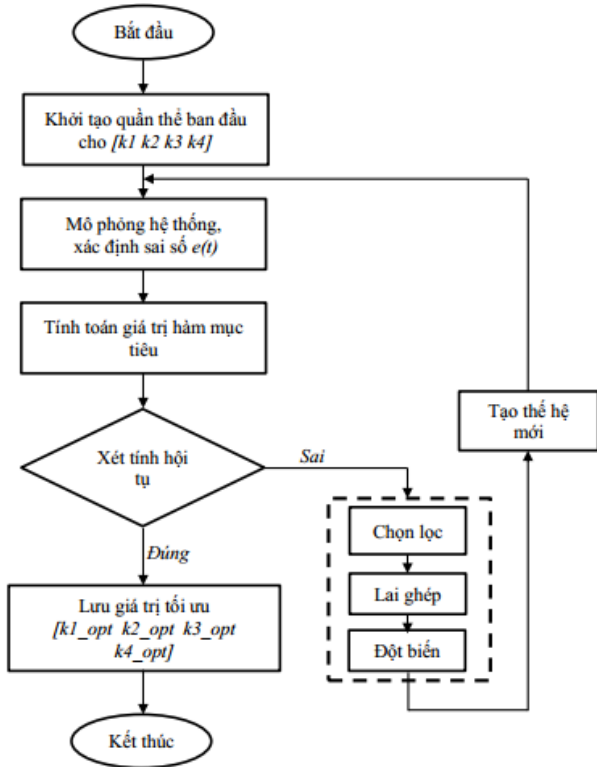 Bắt đầu
Khởi tạo quần thể ban đầu
cho [k1 k2 k3 k4]
Mô phỏng hệ thống,
xác định sai số e(t)
Tính toán giá trị hàm mục
tiêu
Xét tính hội
tụ
Sai
Đúng
Tạo thế hệ
mới
Chọn lọc
Lai ghép
Đột biến
Lưu giá trị tối ưu
[k1_opt k2_opt k3_opt
k4_opt]
Kết thúc